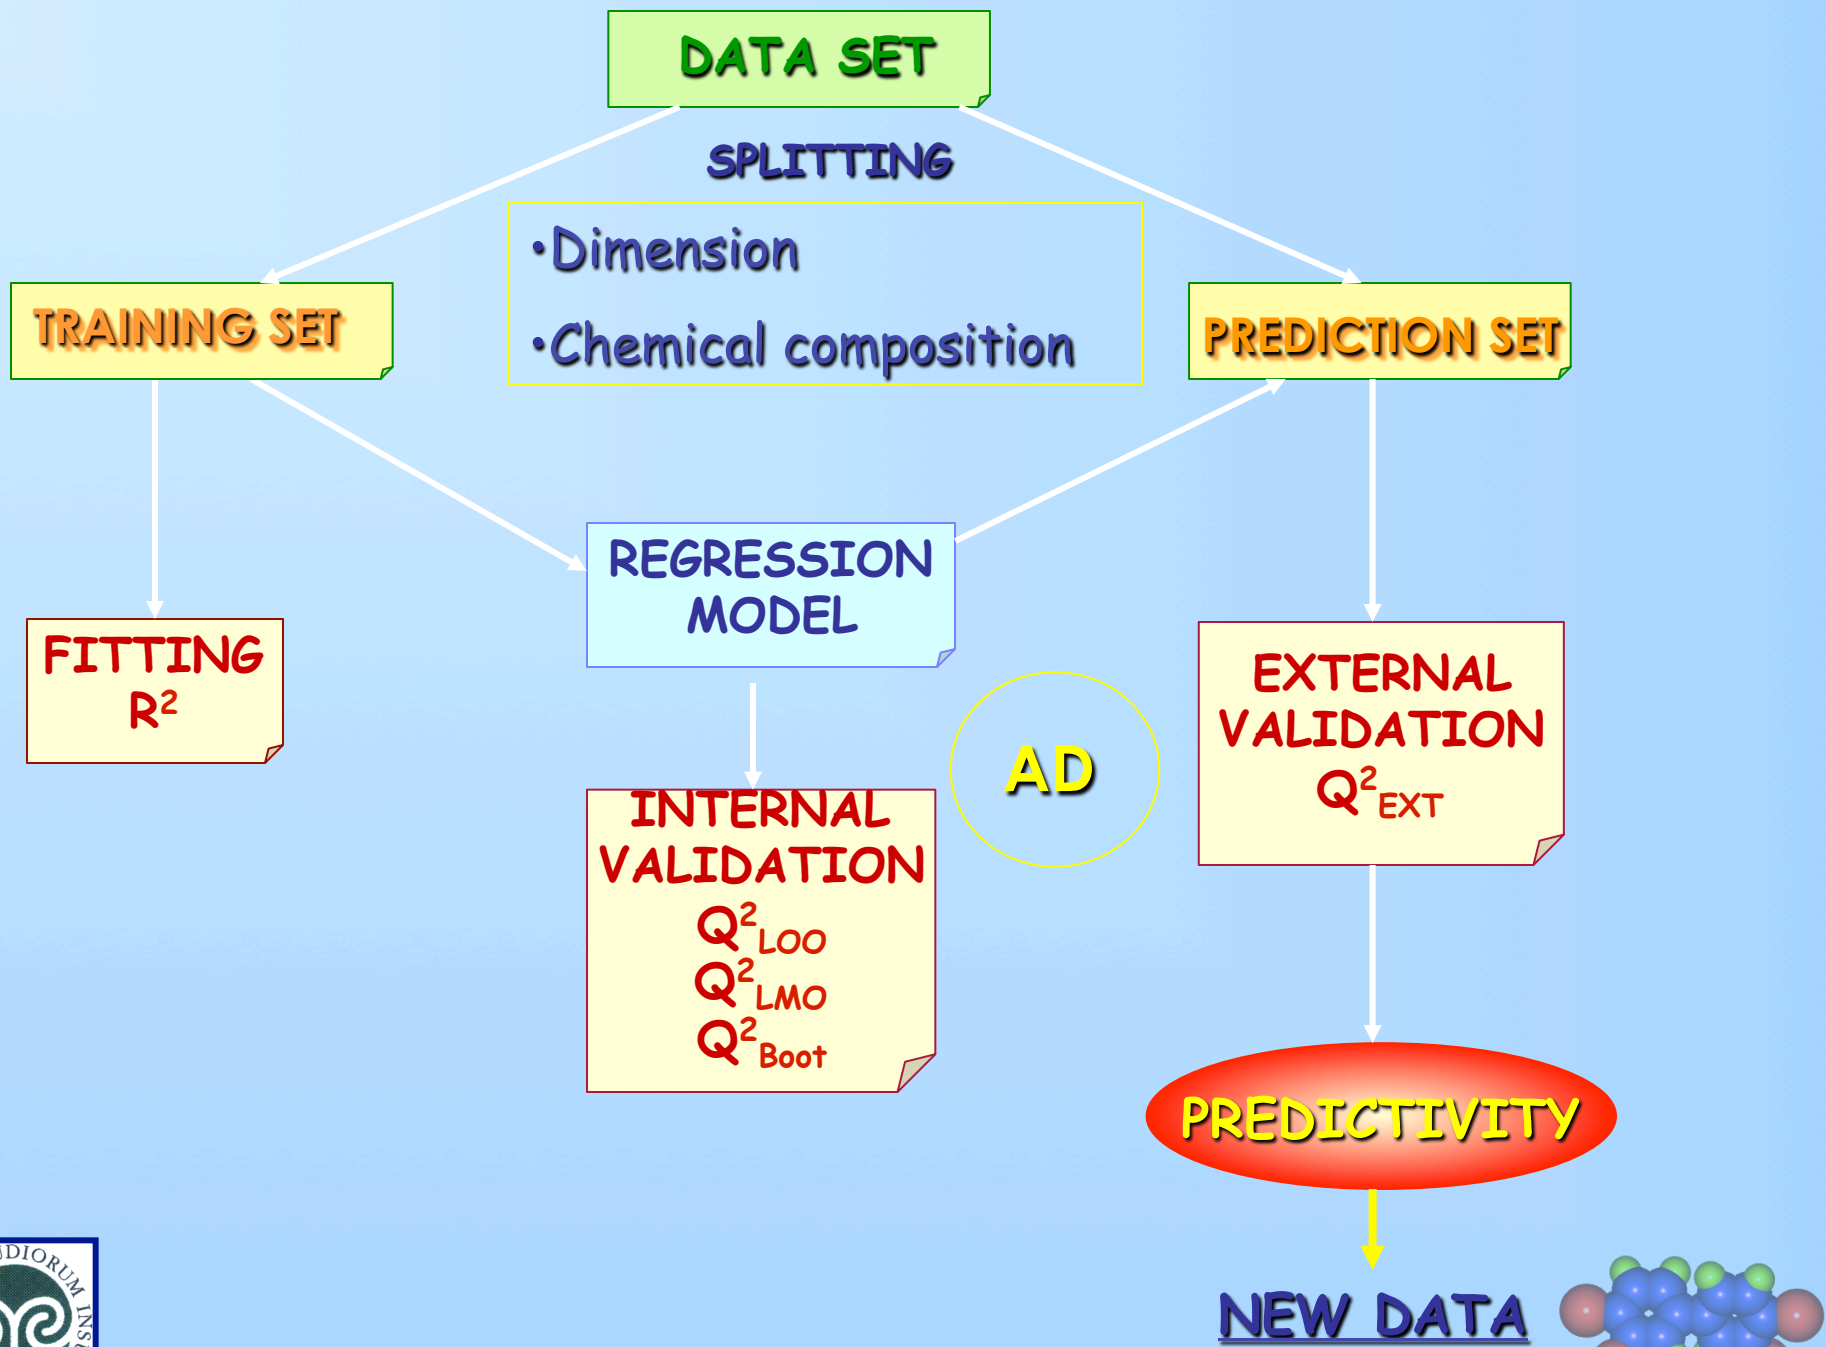 DATA SET
SPLITTING
•Dimension
•Chemical composition
TRAINING SET
PREDICTION SET
REGRESSION
MODEL
FITTING
R²
EXTERNAL
VALIDATION
Q²EXT
AD
INTERNAL
VALIDATION
Q²LOO
Q²LMO
Q²Boot
PREDICTIVITY
NEW DATA